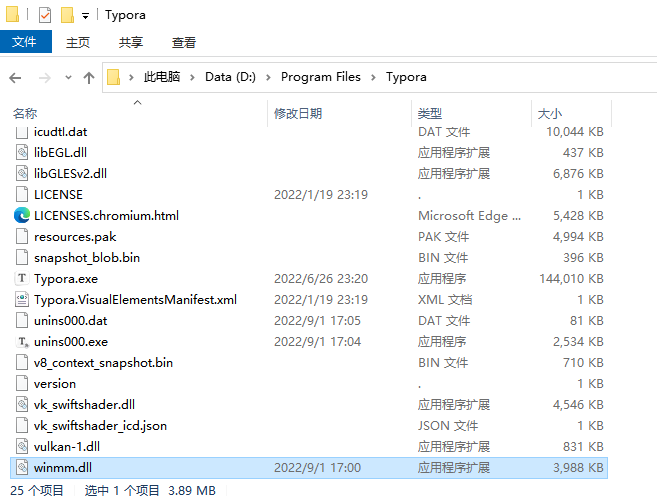 Typora
文件 主页 共享 查看
此电脑 Data (D:) Program Files Typora
名称 修改日期 类型 大小
icudtl.dat DAT 文件 10,044 KB
libEGL.dll 应用程序扩展 437 KB
libGLESv2.dll 应用程序扩展 6,876 KB
LICENSE 2022/1/19 23:19 . 1 KB
LICENSES.chromium.html Microsoft Edge ... 5,428 KB
resources.pak PAK 文件 4,994 KB
snapshot_blob.bin BIN 文件 396 KB
Typora.exe 2022/6/26 23:20 应用程序 144,010 KB
Typora.VisualElementsManifest.xml 2022/1/19 23:19 XML 文档 1 KB
unins000.dat 2022/9/1 17:05 DAT 文件 81 KB
unins000.exe 2022/9/1 17:04 应用程序 2,534 KB
v8_context_snapshot.bin BIN 文件 710 KB
version . 1 KB
vk_swiftshader.dll 应用程序扩展 4,546 KB
vk_swiftshader_icd.json JSON 文件 1 KB
vulkan-1.dll 应用程序扩展 831 KB
winmm.dll 2022/9/1 17:00 应用程序扩展 3,988 KB
25 个项目 选中 1 个项目 3.89 MB